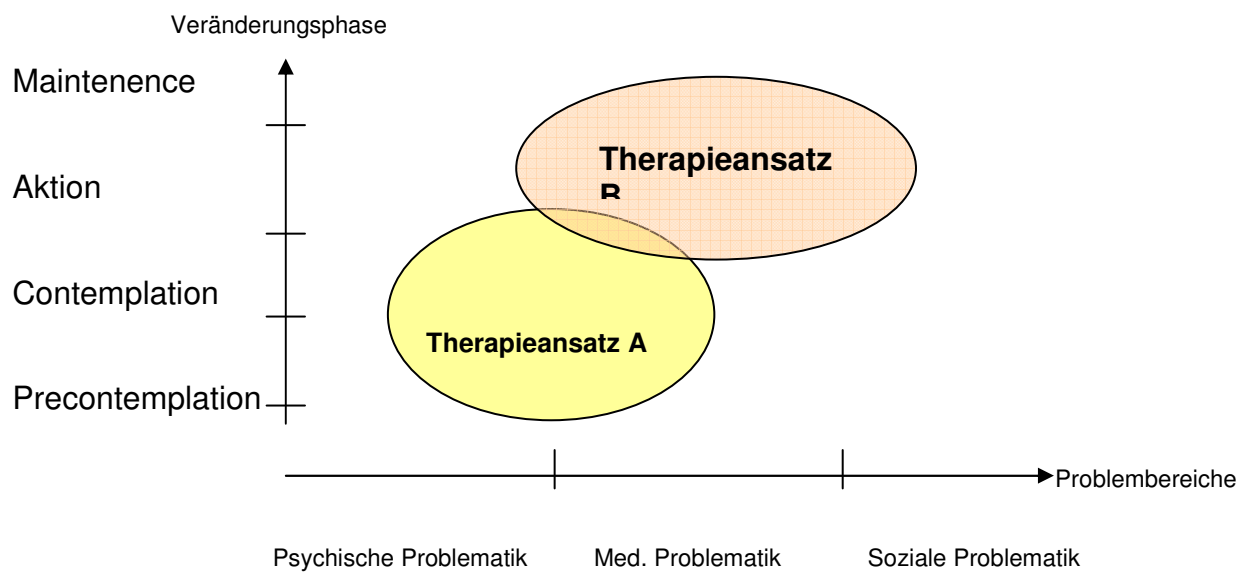 Veränderungsphase
Maintenence
Therapieansatz
B
Aktion
Contemplation
Therapieansatz A
Precontemplation
Problembereiche
Psychische Problematik Med. Problematik Soziale Problematik